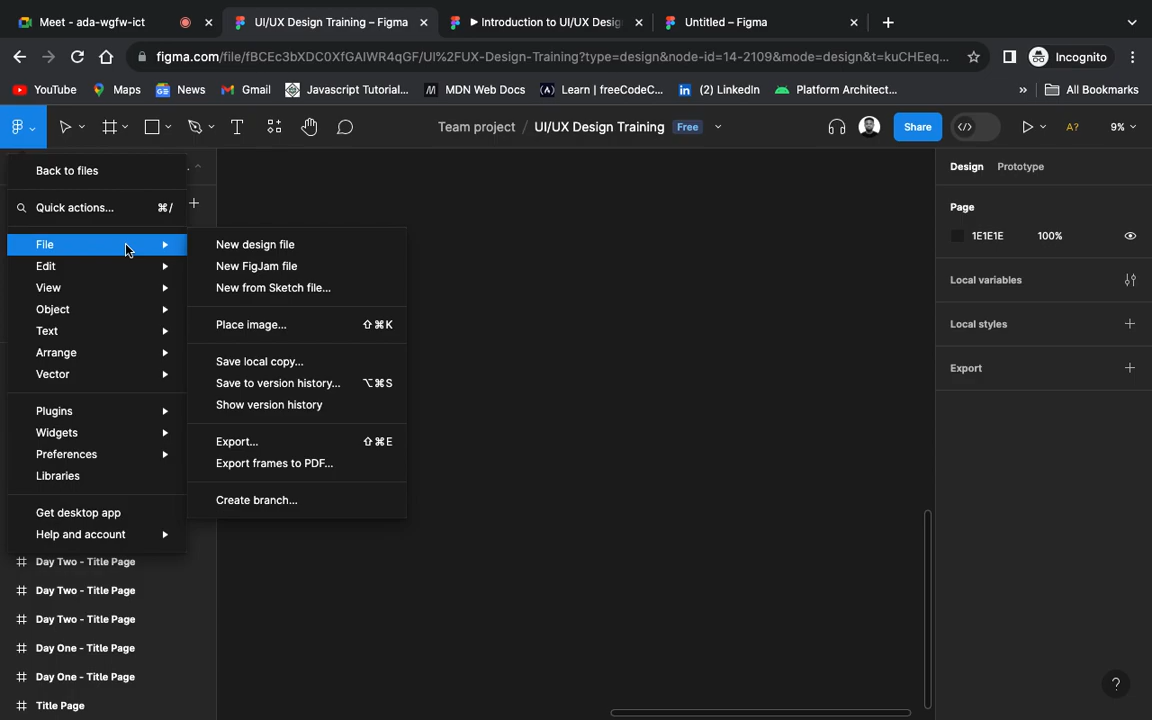 Meet - ada-wgfw-ict
UI/UX Design Training – Figma
▶ Introduction to UI/UX Desig
Untitled – Figma
figma.com/file/fBCEc3bXDC0XfGAlWR4qGF/UI%2FUX-Design-Training?type=design&node-id=14-2109&mode=design&t=kuCHEeq...
Incognito
YouTube
Maps
News
Gmail
Javascript Tutorial...
MDN Web Docs
Learn | freeCodeC...
(2) LinkedIn
Platform Architect...
»
All Bookmarks
Team project / UI/UX Design Training Free
Share
A?
9%
Back to files
Quick actions... ⌘/
File
Edit
View
Object
Text
Arrange
Vector
Plugins
Widgets
Preferences
Libraries
Get desktop app
Help and account
New design file
New FigJam file
New from Sketch file...
Place image... ⇧⌘K
Save local copy...
Save to version history... ⌥⌘S
Show version history
Export... ⇧⌘E
Export frames to PDF...
Create branch...
Day Two - Title Page
Day Two - Title Page
Day Two - Title Page
Day One - Title Page
Day One - Title Page
Title Page
Design Prototype
Page
1E1E1E 100%
Local variables
Local styles
Export
?